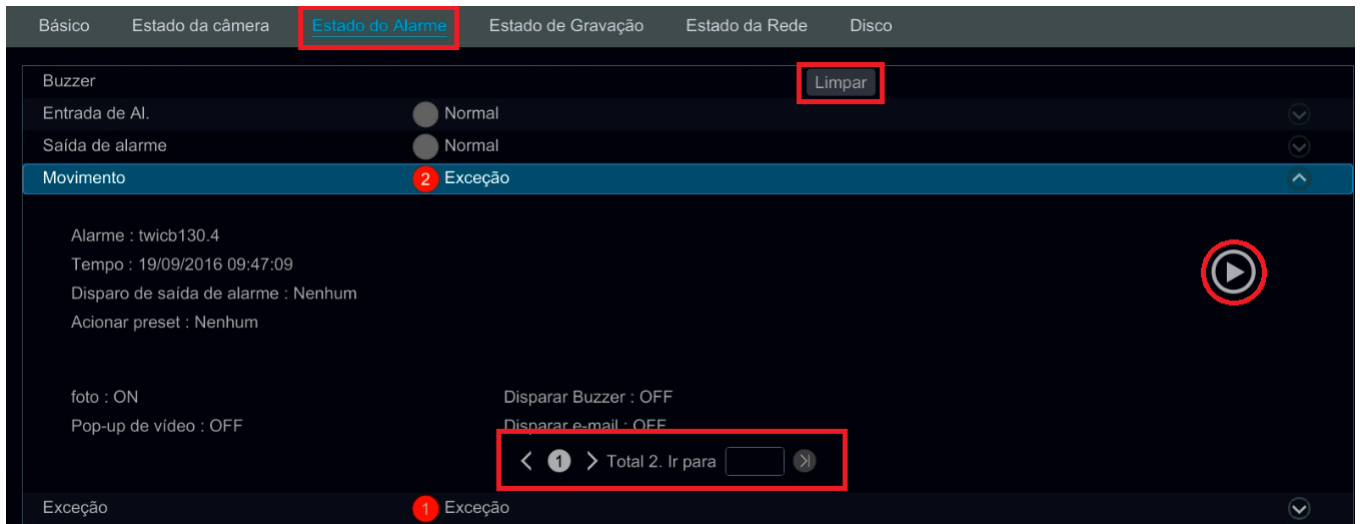 Básico Estado da câmera Estado do Alarme Estado de Gravação Estado da Rede Disco
Buzzer Limpar
Entrada de Al. Normal
Saída de alarme Normal
Movimento 2 Exceção
Alarme : twicb130.4
Tempo : 19/09/2016 09:47:09
Disparo de saída de alarme : Nenhum
Acionar preset : Nenhum
foto : ON Disparar Buzzer : OFF
Pop-up de vídeo : OFF Disparar e-mail : OFF
1 Total 2. Ir para
Exceção 1 Exceção